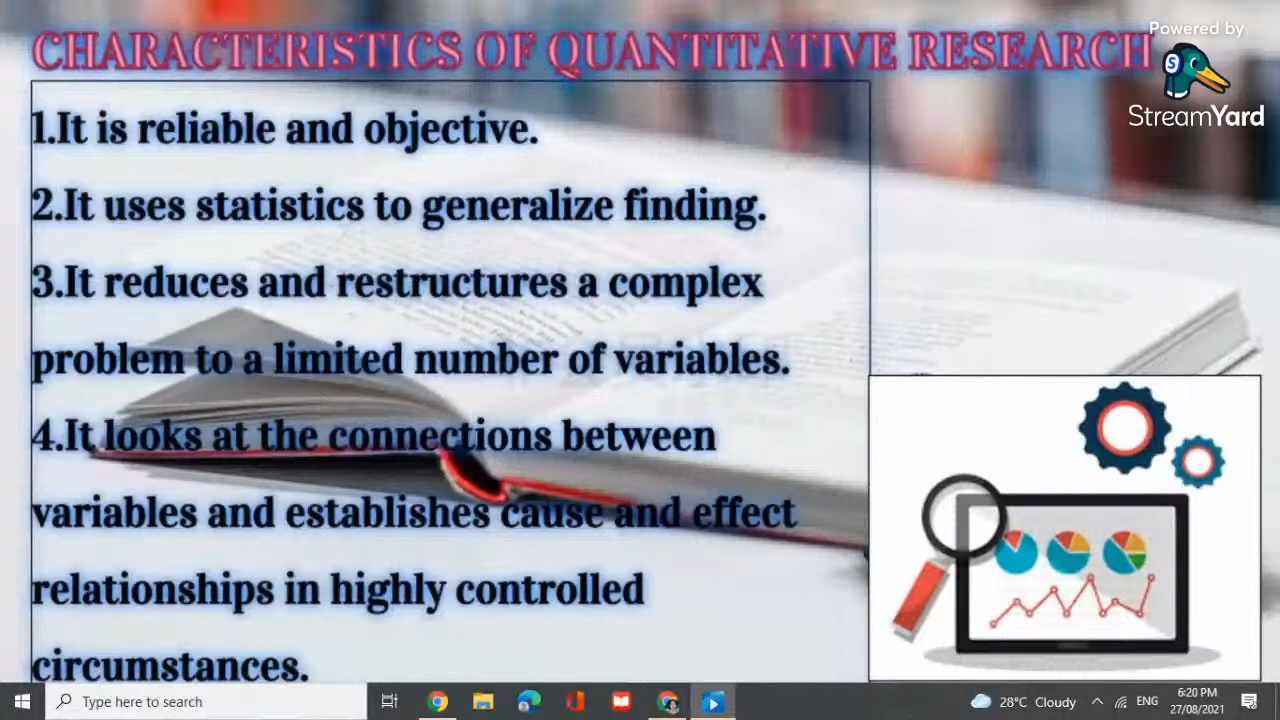 CHARACTERISTICS OF QUANTITATIVE RESEARCH
Powered by
StreamYard
1.It is reliable and objective.
2.It uses statistics to generalize finding.
3.It reduces and restructures a complex
problem to a limited number of variables.
4.It looks at the connections between
variables and establishes cause and effect
relationships in highly controlled
circumstances.
Type here to search
28°C Cloudy
ENG
6:20 PM
27/08/2021